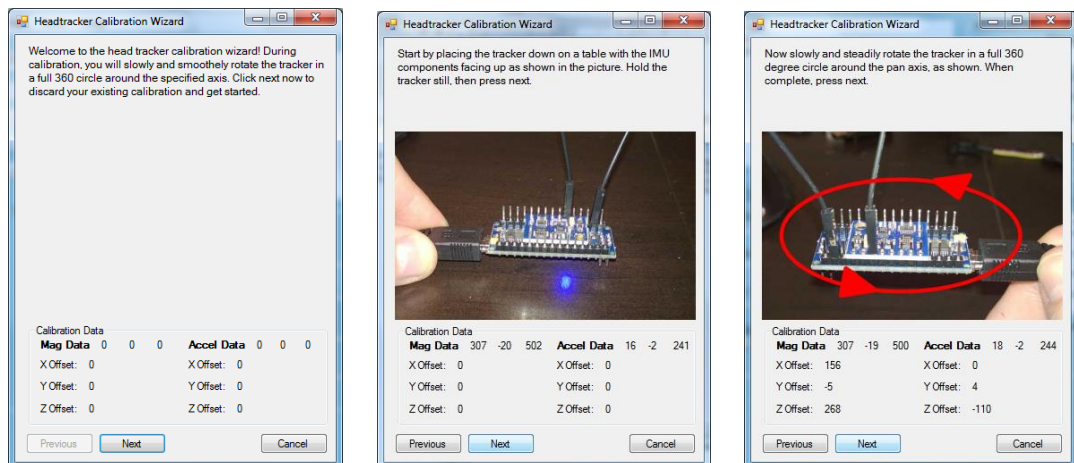 Headtracker Calibration Wizard
Welcome to the head tracker calibration wizard! During
calibration, you will slowly and smoothely rotate the tracker in
a full 360 circle around the specified axis. Click next now to
discard your existing calibration and get started.
Calibration Data
Mag Data 0 0 0 Accel Data 0 0 0
X Offset: 0 X Offset: 0
Y Offset: 0 Y Offset: 0
Z Offset: 0 Z Offset: 0
Previous Next Cancel
Headtracker Calibration Wizard
Start by placing the tracker down on a table with the IMU
components facing up as shown in the picture. Hold the
tracker still, then press next.
Calibration Data
Mag Data 307 -20 502 Accel Data 16 -2 241
X Offset: 0 X Offset: 0
Y Offset: 0 Y Offset: 0
Z Offset: 0 Z Offset: 0
Previous Next Cancel
Headtracker Calibration Wizard
Now slowly and steadily rotate the tracker in a full 360
degree circle around the pan axis, as shown. When
complete, press next.
Calibration Data
Mag Data 307 -19 500 Accel Data 18 -2 244
X Offset: 156 X Offset: 0
Y Offset: -5 Y Offset: 4
Z Offset: 268 Z Offset: -110
Previous Next Cancel